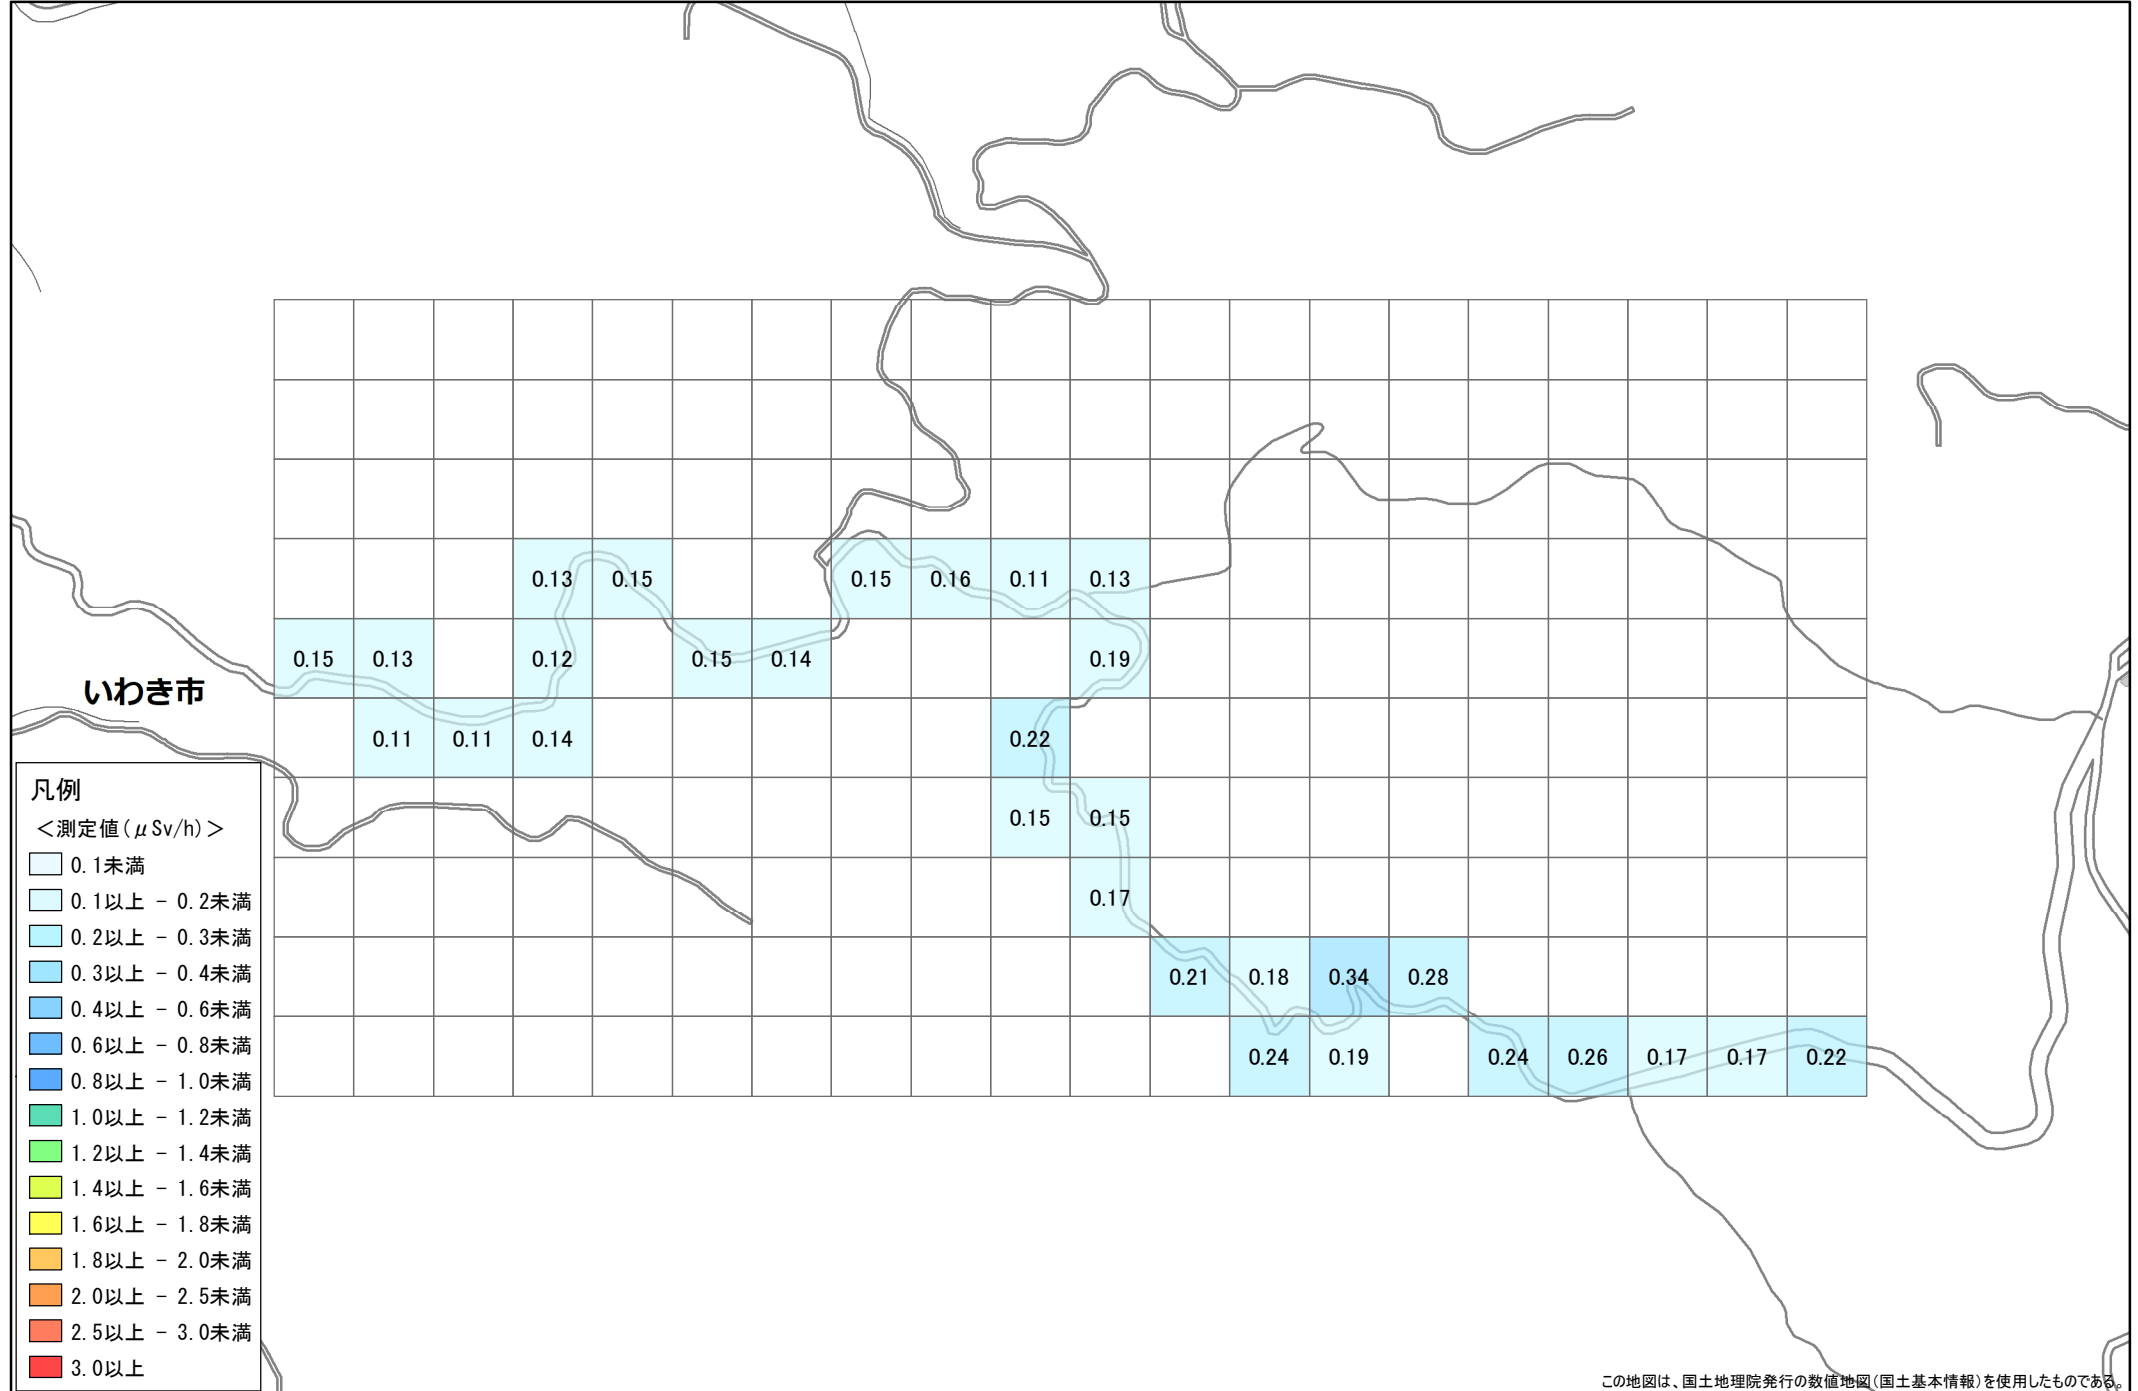 0.13 0.15 0.15 0.16 0.11 0.13
0.15 0.13 0.12 0.15 0.14 0.19
いわき市
0.11 0.11 0.14 0.22
0.15 0.15
0.17
0.21 0.18 0.34 0.28
0.24 0.19 0.24 0.26 0.17 0.17 0.22
凡例
＜測定値(μSv/h)＞
0.1未満
0.1以上 - 0.2未満
0.2以上 - 0.3未満
0.3以上 - 0.4未満
0.4以上 - 0.6未満
0.6以上 - 0.8未満
0.8以上 - 1.0未満
1.0以上 - 1.2未満
1.2以上 - 1.4未満
1.4以上 - 1.6未満
1.6以上 - 1.8未満
1.8以上 - 2.0未満
2.0以上 - 2.5未満
2.5以上 - 3.0未満
3.0以上
この地図は、国土地理院発行の数値地図(国土基本情報)を使用したものである。